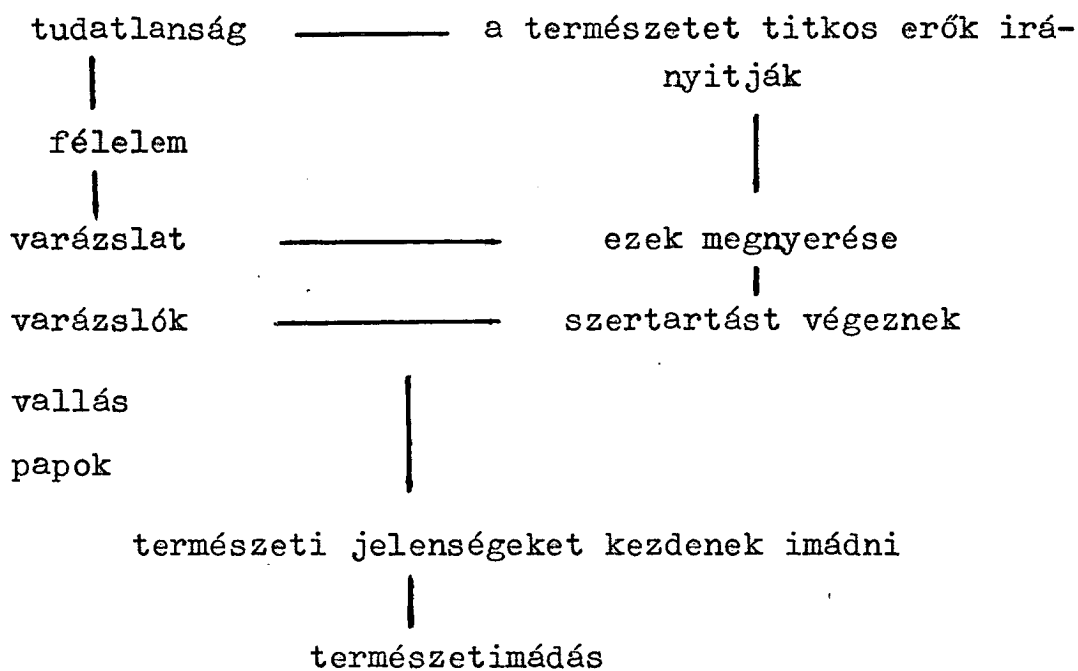 tudatlanság a természetet titkos erők irá-
nyitják
félelem
varázslat ezek megnyerése
varázslók szertartást végeznek
vallás
papok
természeti jelenségeket kezdenek imádni
természetimádás